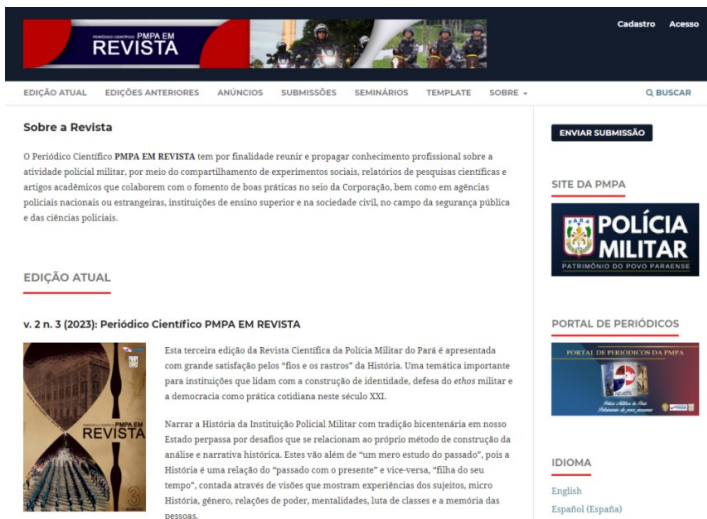 Cadastro Acesso
PERIÓDICO CIENTÍFICO PMPA EM
REVISTA
EDIÇÃO ATUAL EDIÇÕES ANTERIORES ANÚNCIOS SUBMISSÕES SEMINÁRIOS TEMPLATE SOBRE BUSCAR
Sobre a Revista
O Periódico Científico PMPA EM REVISTA tem por finalidade reunir e propagar conhecimento profissional sobre a
atividade policial militar, por meio do compartilhamento de experimentos sociais, relatórios de pesquisas científicas e
artigos acadêmicos que colaborem com o fomento de boas práticas no seio da Corporação, bem como em agências
policiais nacionais ou estrangeiras, instituições de ensino superior e na sociedade civil, no campo da segurança pública
e das ciências policiais.
EDIÇÃO ATUAL
v. 2 n. 3 (2023): Periódico Científico PMPA EM REVISTA
PMPA EM
REVISTA
3
Esta terceira edição da Revista Científica da Polícia Militar do Pará é apresentada
com grande satisfação pelos "fios e os rastros" da História. Uma temática importante
para instituições que lidam com a construção de identidade, defesa do ethos militar e
a democracia como prática cotidiana neste século XXI.
Narrar a História da Instituição Policial Militar com tradição bicentenária em nosso
Estado perpassa por desafios que se relacionam ao próprio método de construção da
análise e narrativa histórica. Estes vão além de "um mero estudo do passado", pois a
História é uma relação do "passado com o presente" e vice-versa, "filha do seu
tempo", contada através de visões que mostram experiências dos sujeitos, micro
História, gênero, relações de poder, mentalidades, luta de classes e a memória das
pessoas.
ENVIAR SUBMISSÃO
SITE DA PMPA
PARÁ
POLÍCIA
MILITAR
PATRIMÔNIO DO POVO PARAENSE
PORTAL DE PERIÓDICOS
PORTAL DE PERIÓDICOS DA PMPA
Polícia Militar do Pará
Patrimônio do povo paraense
IDIOMA
English
Español (España)